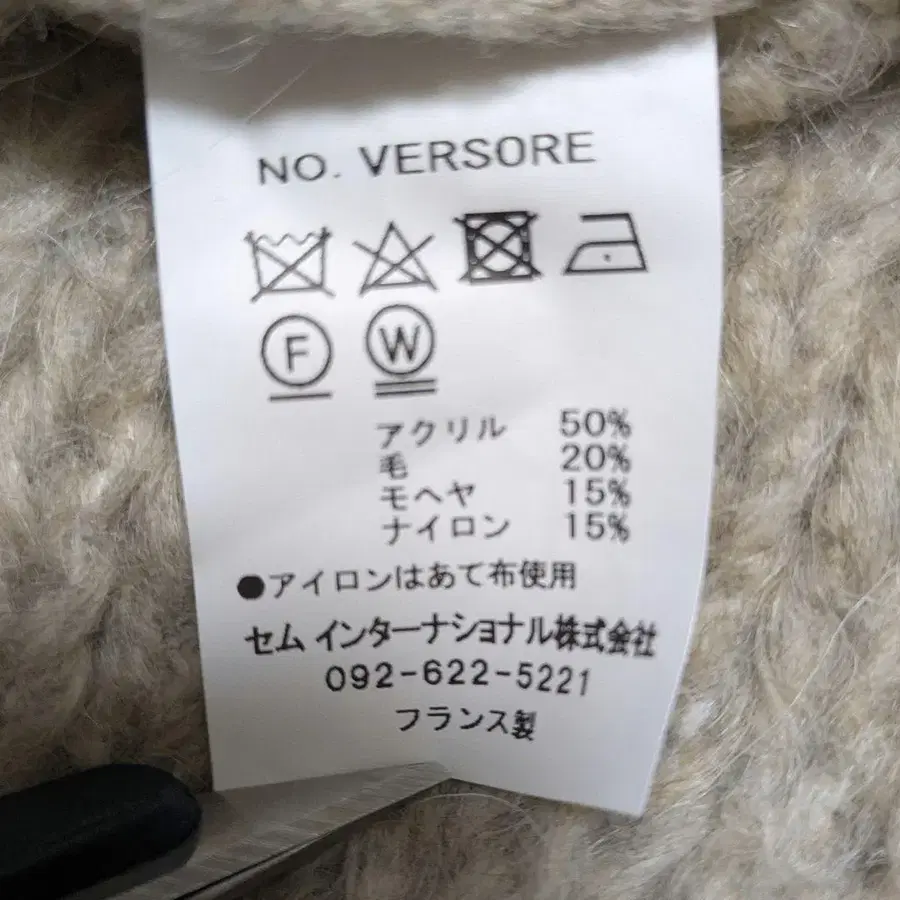 NO. VERSORE
F W
アクリル 50%
毛 20%
モヘヤ 15%
ナイロン 15%
●アイロンはあて布使用
セム インターナショナル株式会社
092-622-5221
フランス製